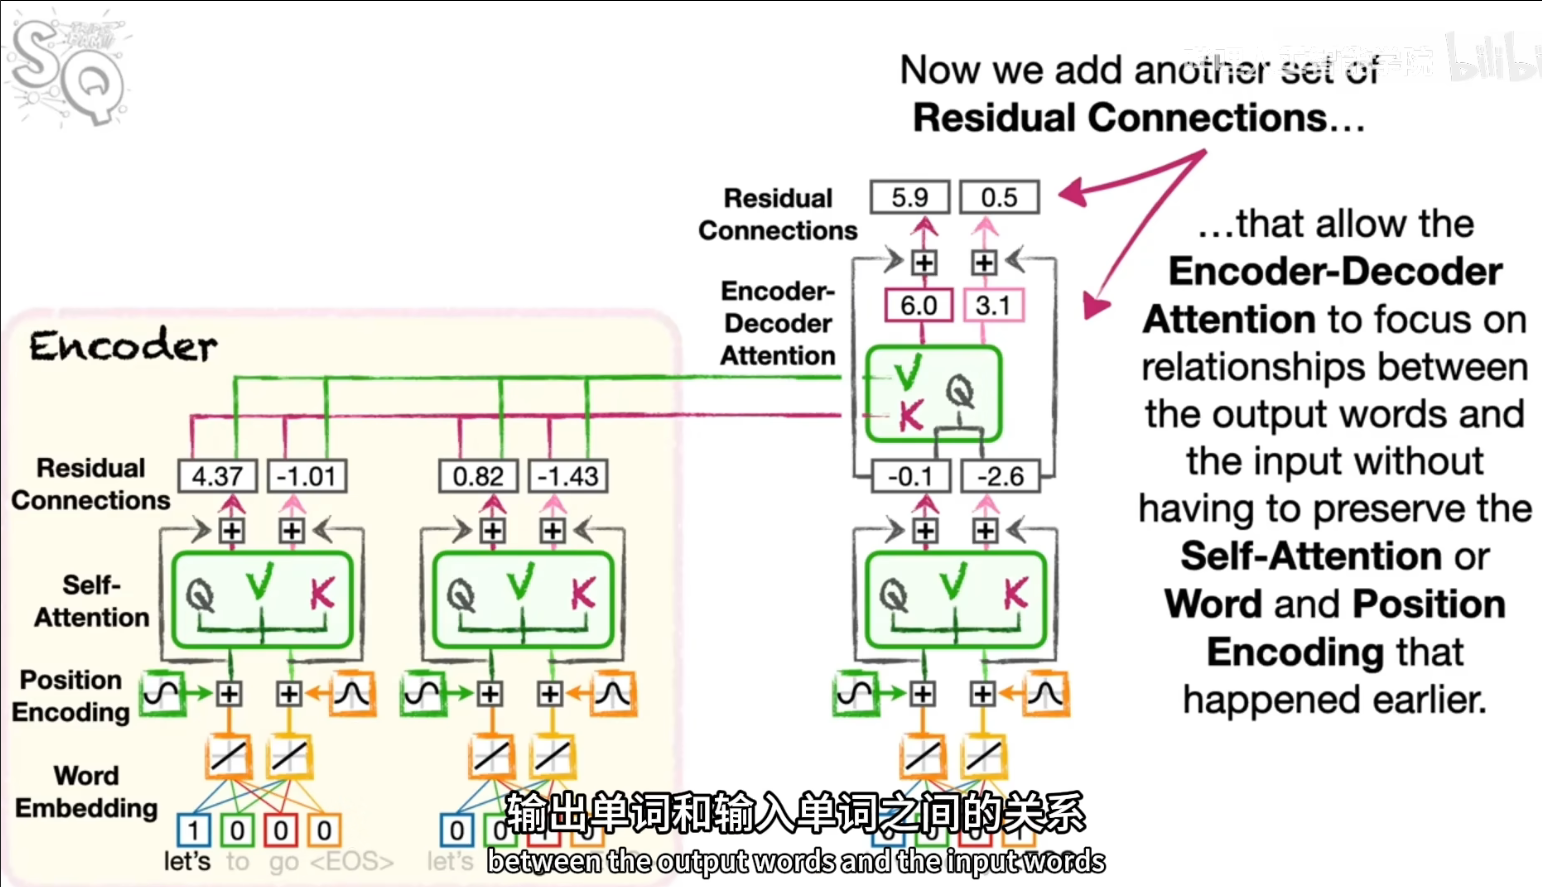 SQ
bilibili
Now we add another set of
Residual Connections…
…that allow the
Encoder-Decoder
Attention to focus on
relationships between
the output words and
the input without
having to preserve the
Self-Attention or
Word and Position
Encoding that
happened earlier.
Residual
Connections
5.9 0.5
+ +
Encoder-
Decoder
Attention
6.0 3.1
V Q
K
Encoder
Residual
Connections
4.37 -1.01 0.82 -1.43 -0.1 -2.6
+ + + + + +
Self-
Attention
Q V K Q V K Q V K
Position
Encoding
+ + + + + +
Word
Embedding
1 0 0 0 0 0
let's to go <EOS> let's
输出单词和输入单词之间的关系
between the output words and the input words